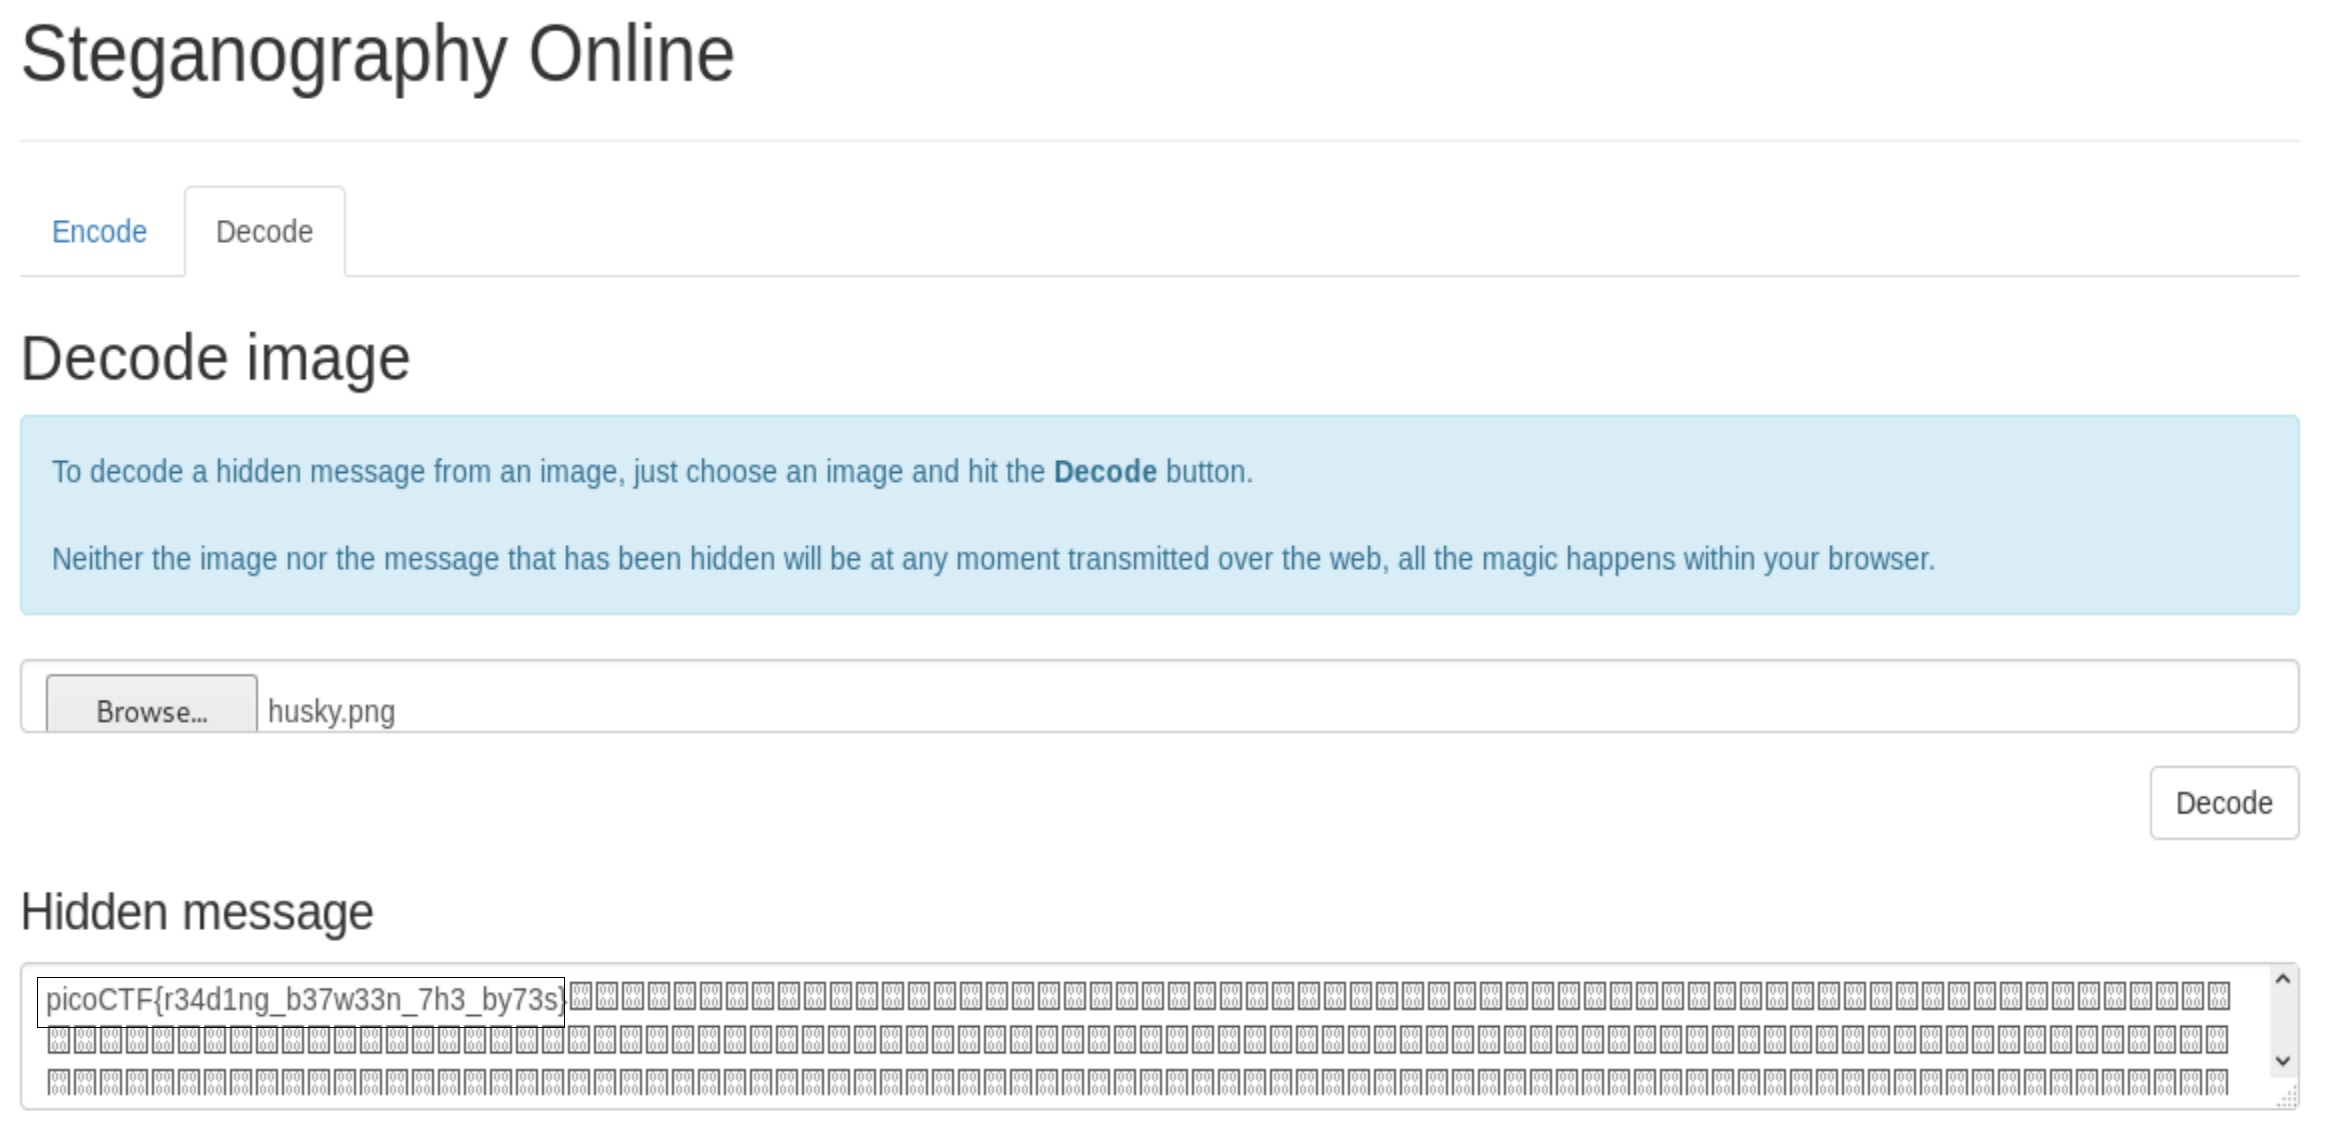 Steganography Online
Encode
Decode
Decode image
To decode a hidden message from an image, just choose an image and hit the Decode button.
Neither the image nor the message that has been hidden will be at any moment transmitted over the web, all the magic happens within your browser.
Browse...
husky.png
Decode
Hidden message
picoCTF{r34d1ng_b37w33n_7h3_by73s}